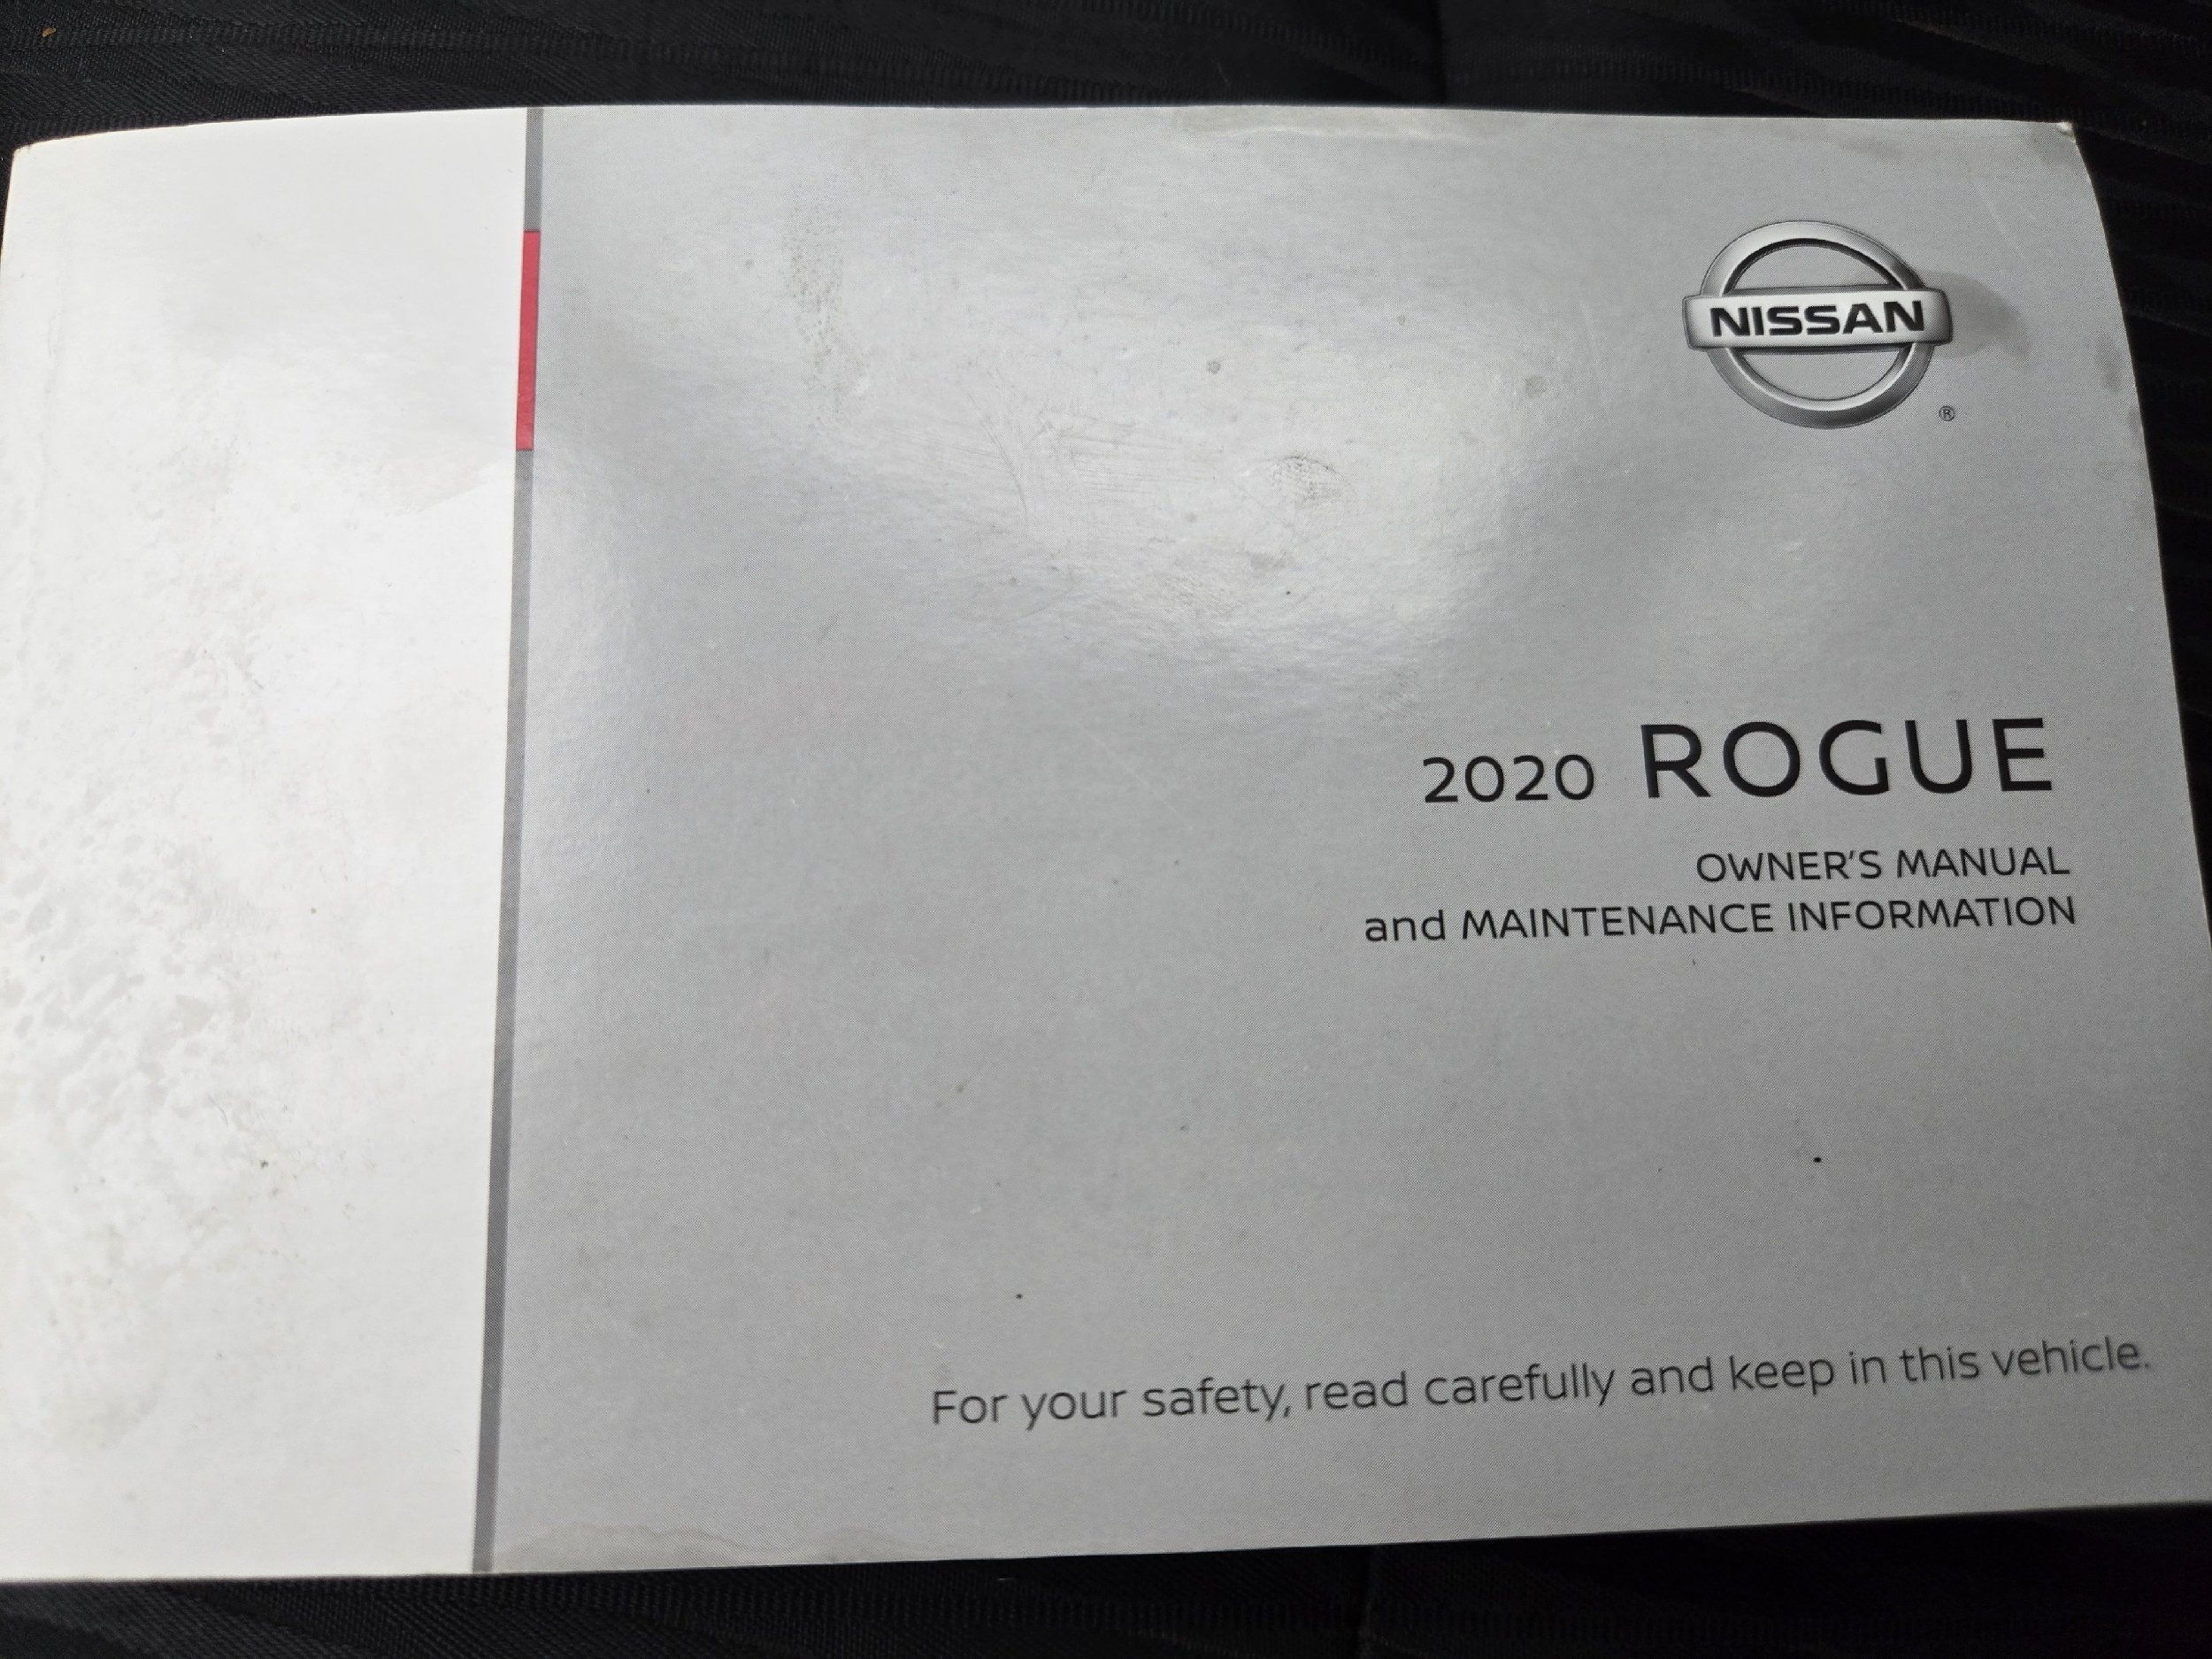 NISSAN
®
2020 ROGUE
OWNER'S MANUAL
and MAINTENANCE INFORMATION
For your safety, read carefully and keep in this vehicle.